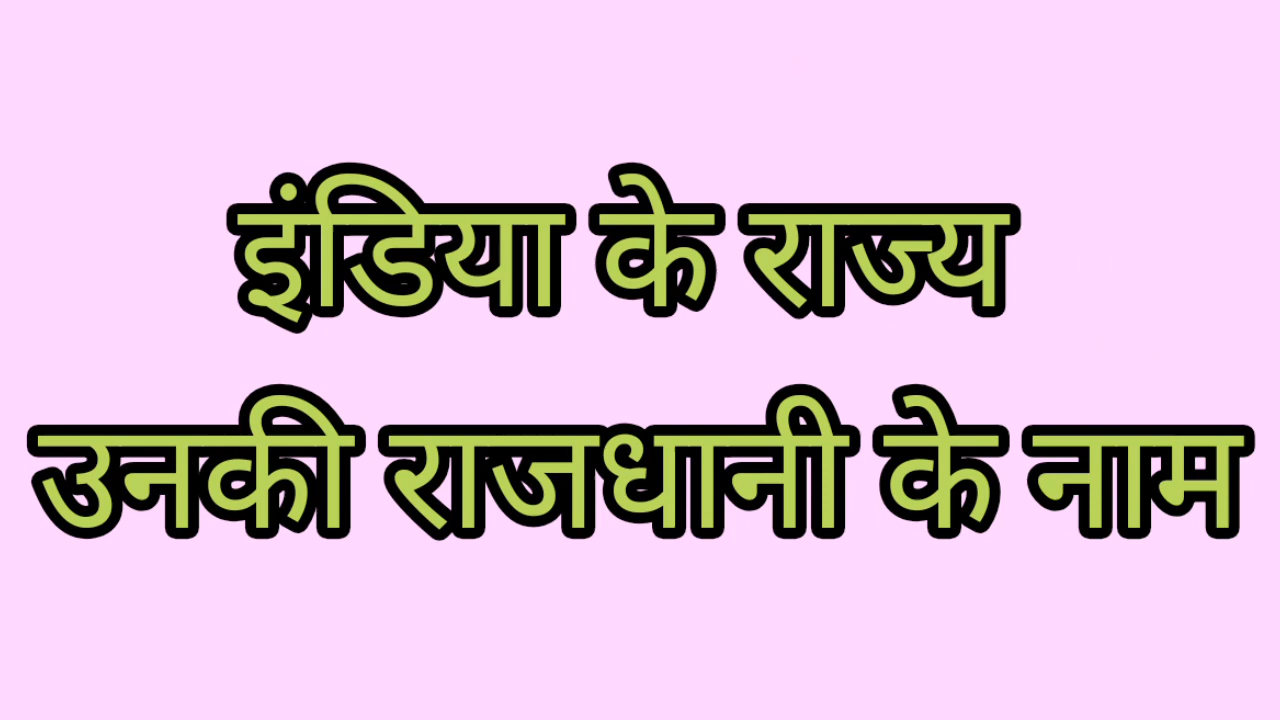 इंडिया के राज्य
उनकी राजधानी के नाम